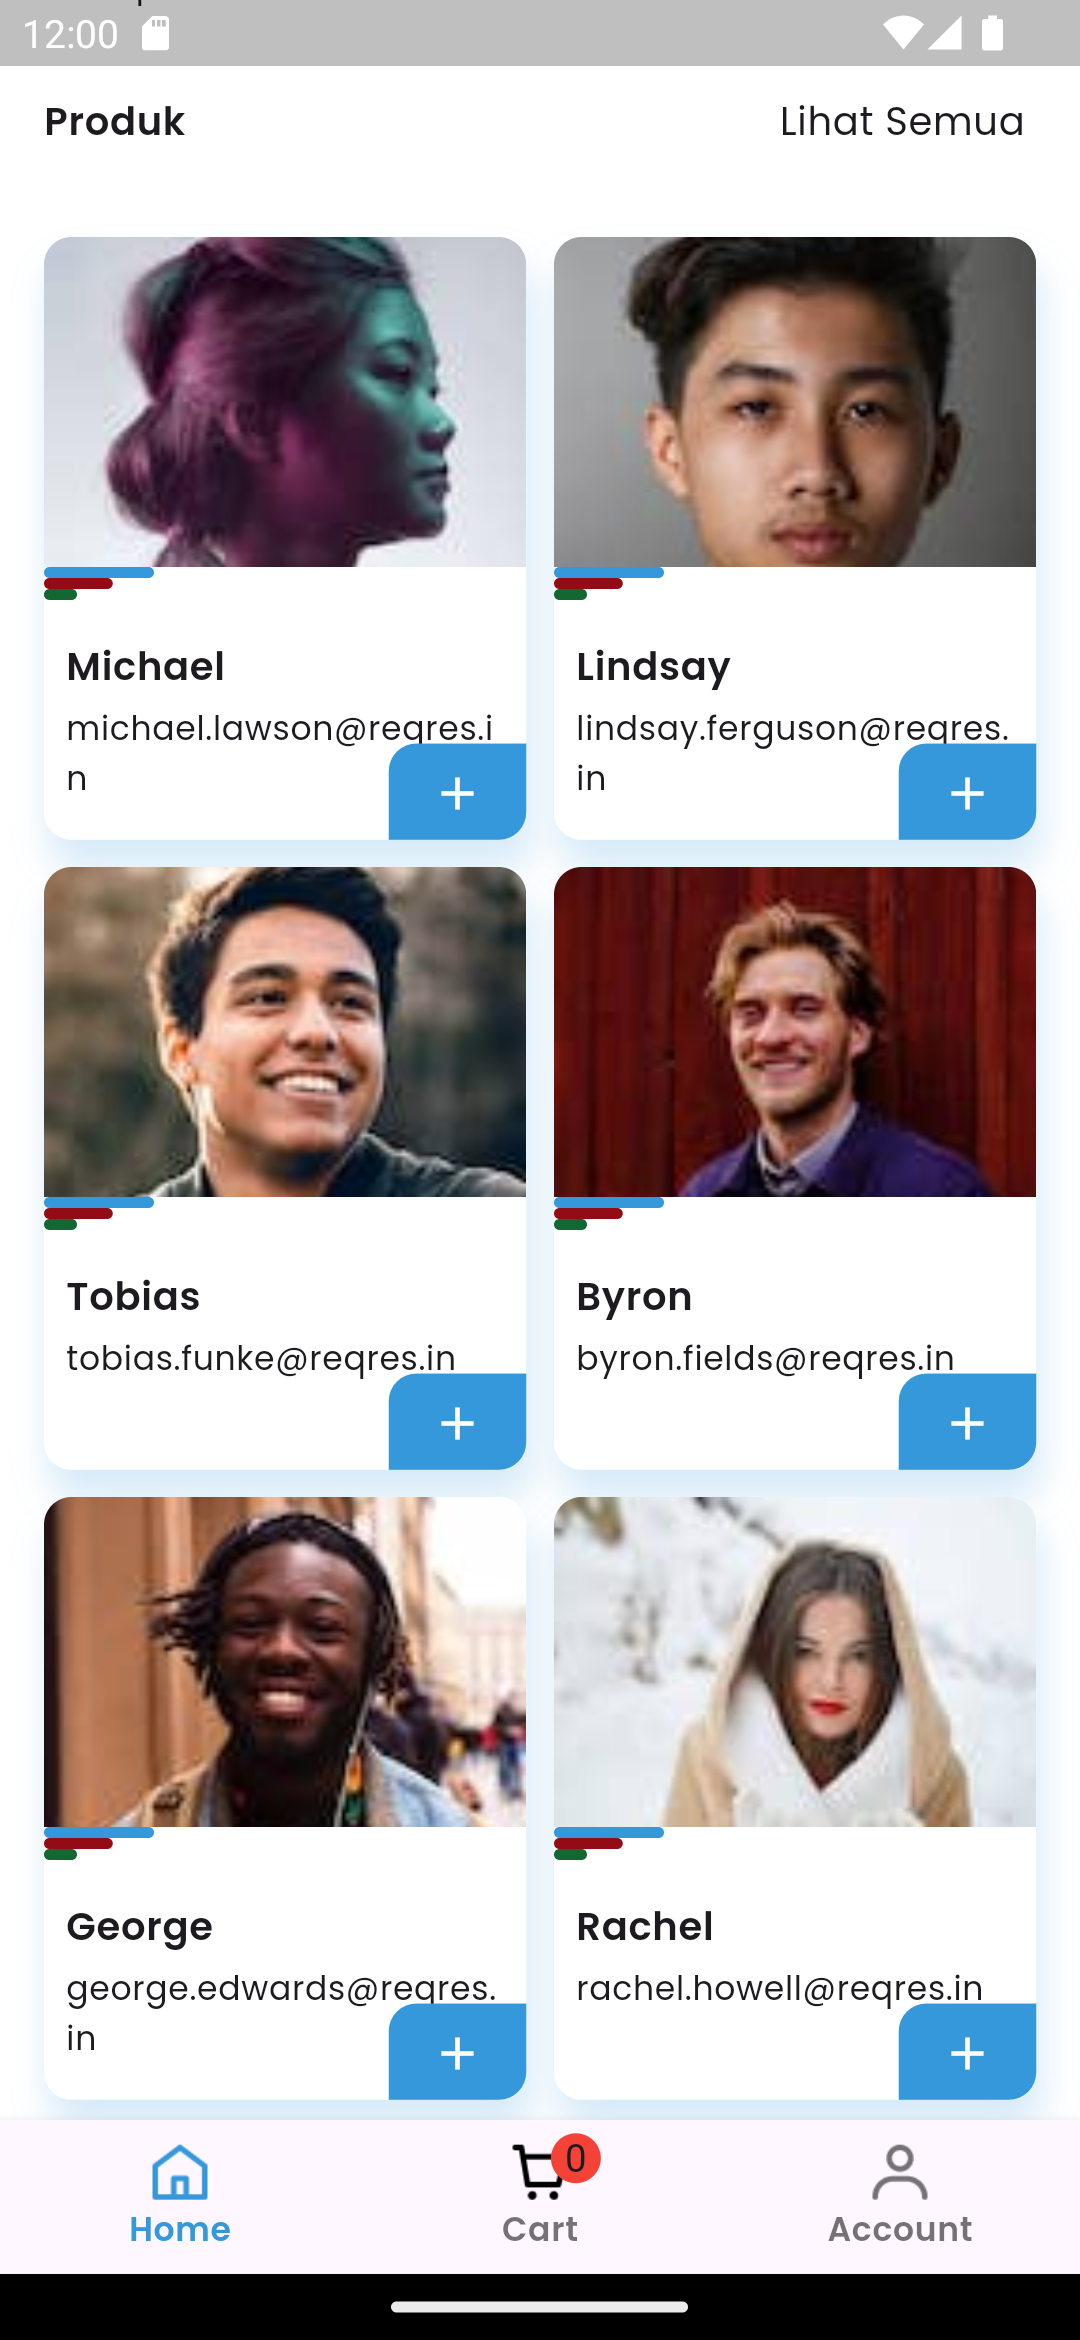 12:00
Produk
Lihat Semua
Michael
michael.lawson@reqres.i
n
Lindsay
lindsay.ferguson@reqres.
in
Tobias
tobias.funke@reqres.in
Byron
byron.fields@reqres.in
George
george.edwards@reqres.
in
Rachel
rachel.howell@reqres.in
0
Home
Cart
Account